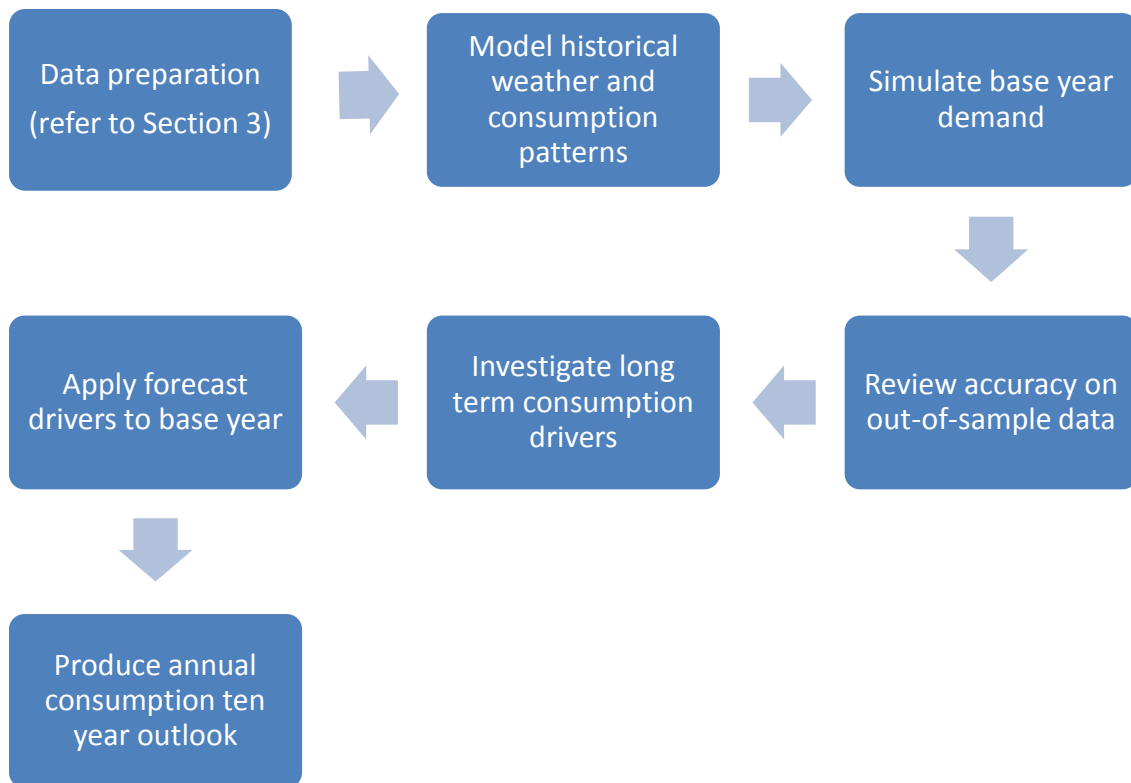 Data preparation
(refer to Section 3)
Model historical
weather and
consumption
patterns
Simulate base year
demand
Review accuracy on
out-of-sample data
Investigate long
term consumption
drivers
Apply forecast
drivers to base year
Produce annual
consumption ten
year outlook